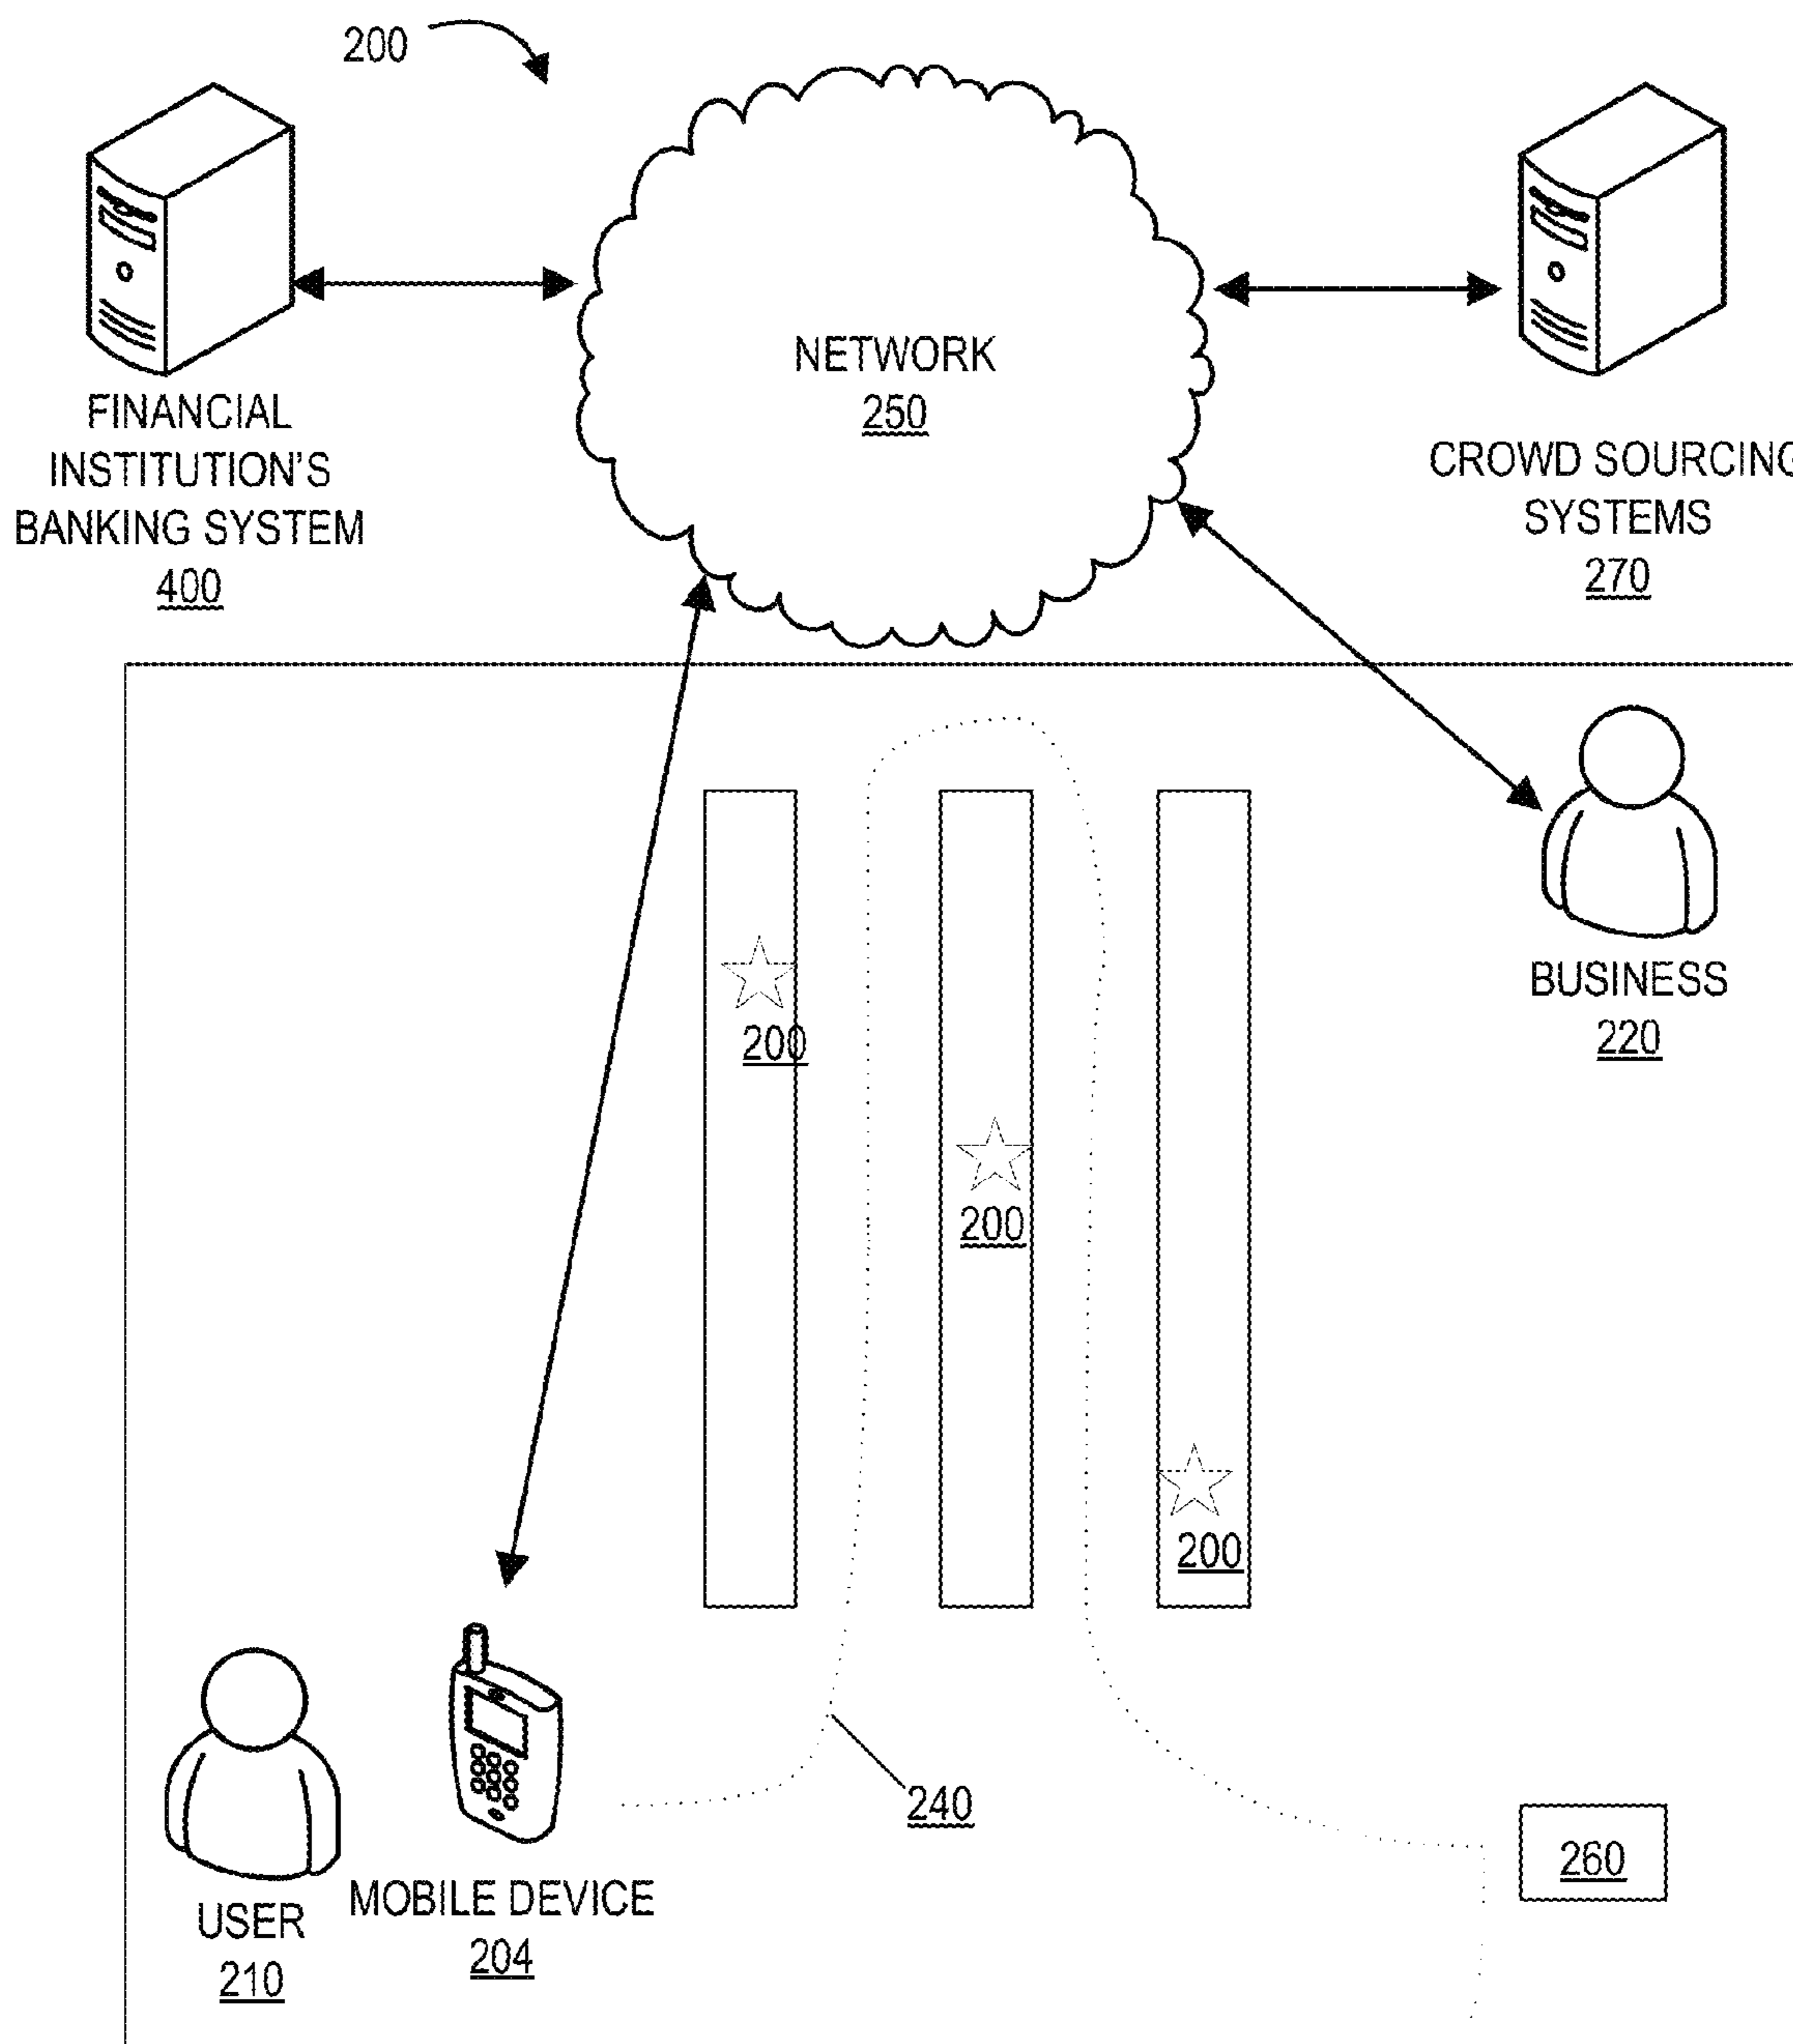 200
NETWORK
250
FINANCIAL
INSTITUTION'S
BANKING SYSTEM
400
CROWD SOURCING
SYSTEMS
270
BUSINESS
220
200
200
200
240
260
USER
210
MOBILE DEVICE
204